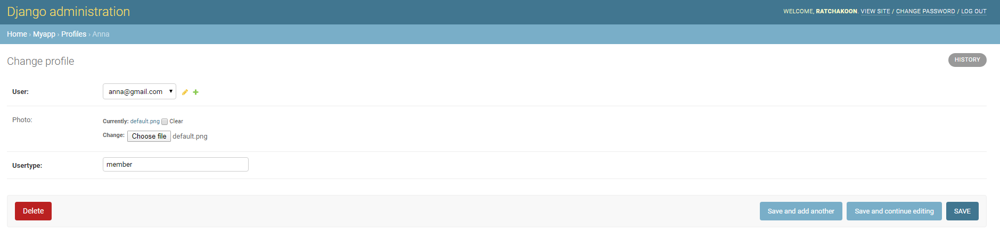 Django administration
WELCOME, RATCHAKOON. VIEW SITE / CHANGE PASSWORD / LOG OUT
Home › Myapp › Profiles › Anna
Change profile
HISTORY
User: anna@gmail.com
Photo: Currently: default.png Clear
Change: Choose file default.png
Usertype: member
Delete Save and add another Save and continue editing SAVE